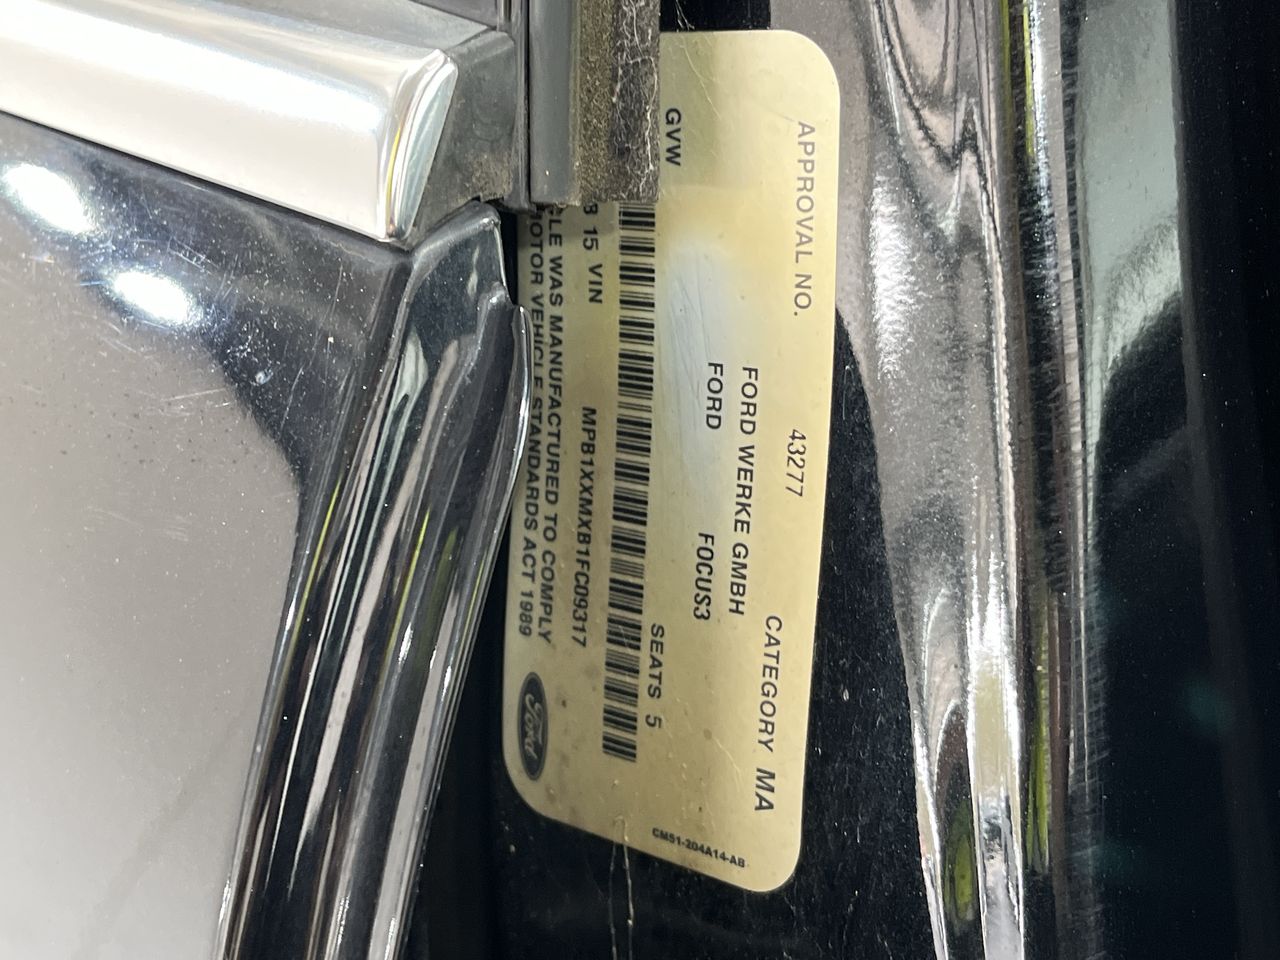 APPROVAL NO. 43277 CATEGORY MA
FORD WERKE GMBH
FORD FOCUS3
GVW SEATS 5
15 VIN MPB1XXMXB1FC09317
WAS MANUFACTURED TO COMPLY
MOTOR VEHICLE STANDARDS ACT 1989
Ford
CM51-204A14-AB